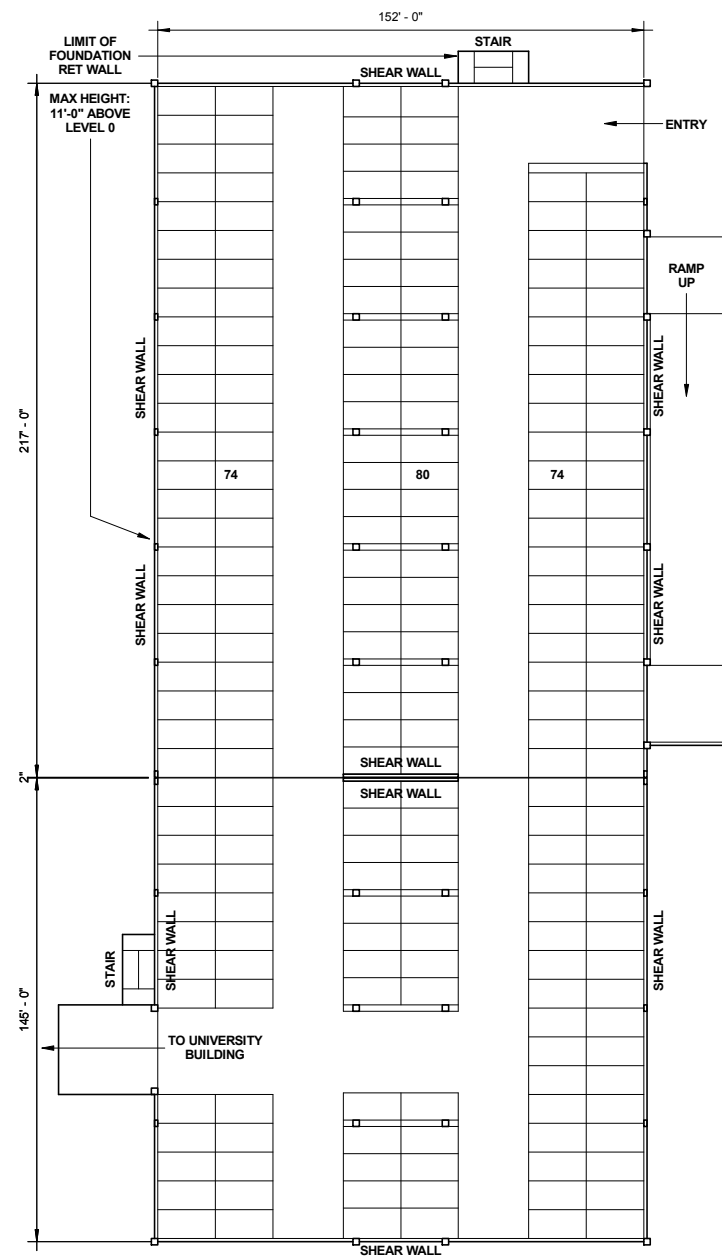 152' - 0"
LIMIT OF
FOUNDATION
RET WALL
STAIR
SHEAR WALL
MAX HEIGHT:
11'-0" ABOVE
LEVEL 0
ENTRY
RAMP
UP
SHEAR WALL
SHEAR WALL
217' - 0"
74
80
74
SHEAR WALL
SHEAR WALL
SHEAR WALL
2"
SHEAR WALL
STAIR
SHEAR WALL
SHEAR WALL
145' - 0"
TO UNIVERSITY
BUILDING
SHEAR WALL